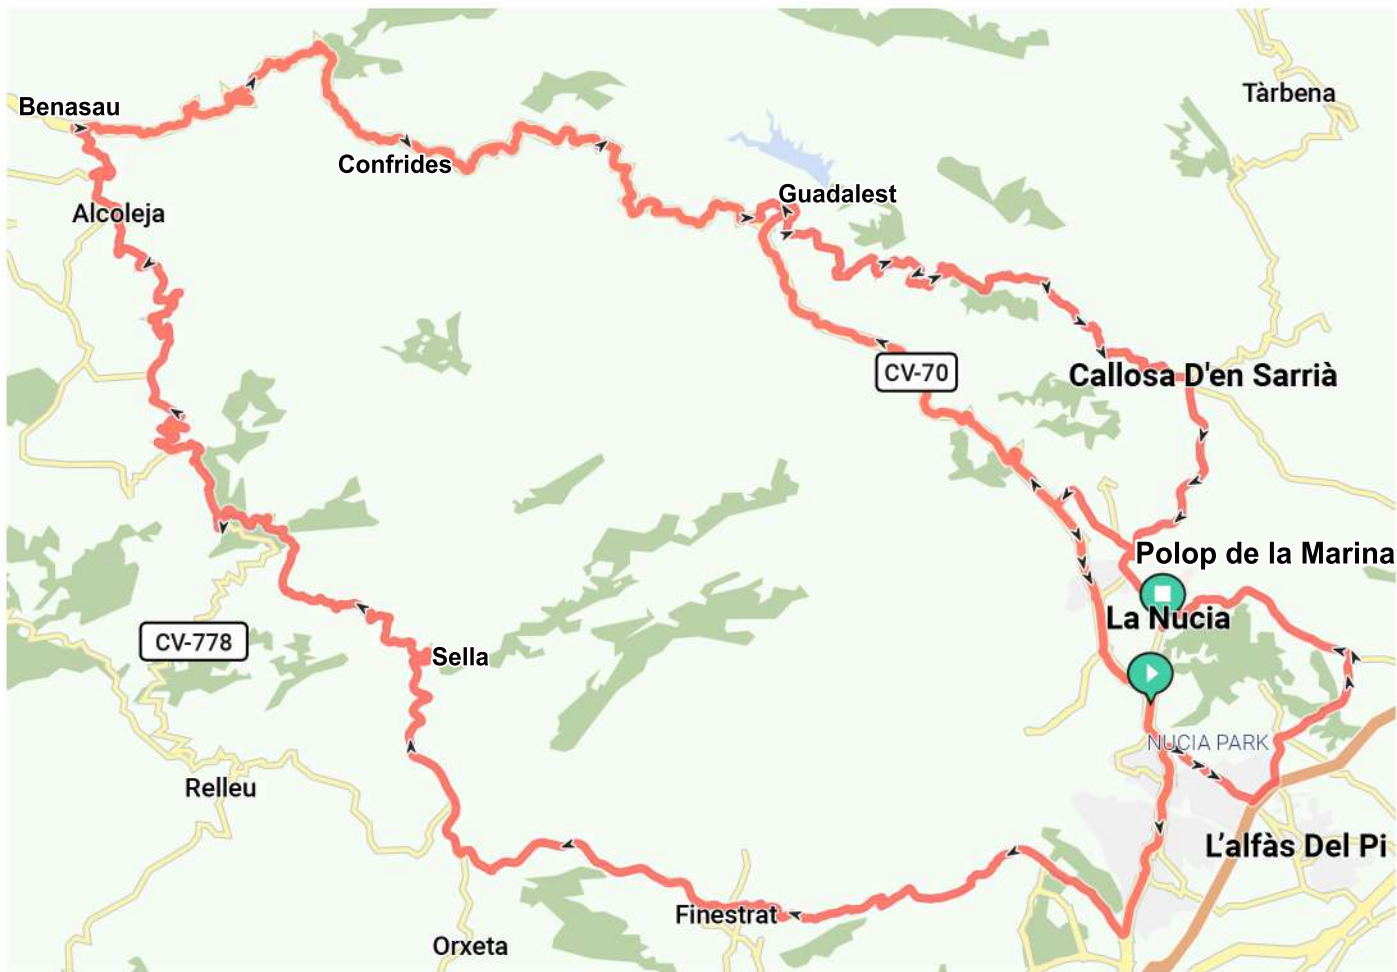 Tàrbena
Benasau
Confrides
Guadalest
Alcoleja
CV-70
Callosa D'en Sarrià
Polop de la Marina
La Nucia
CV-778
Sella
NUCIA PARK
Relleu
L'alfàs Del Pi
Finestrat
Orxeta